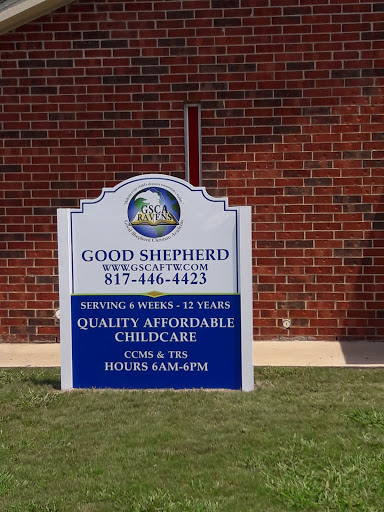 GSCA
RAVENS
GOOD SHEPHERD
WWW.GSCAFTW.COM
817-446-4423
SERVING 6 WEEKS - 12 YEARS
QUALITY AFFORDABLE
CHILDCARE
CCMS & TRS
HOURS 6AM-6PM